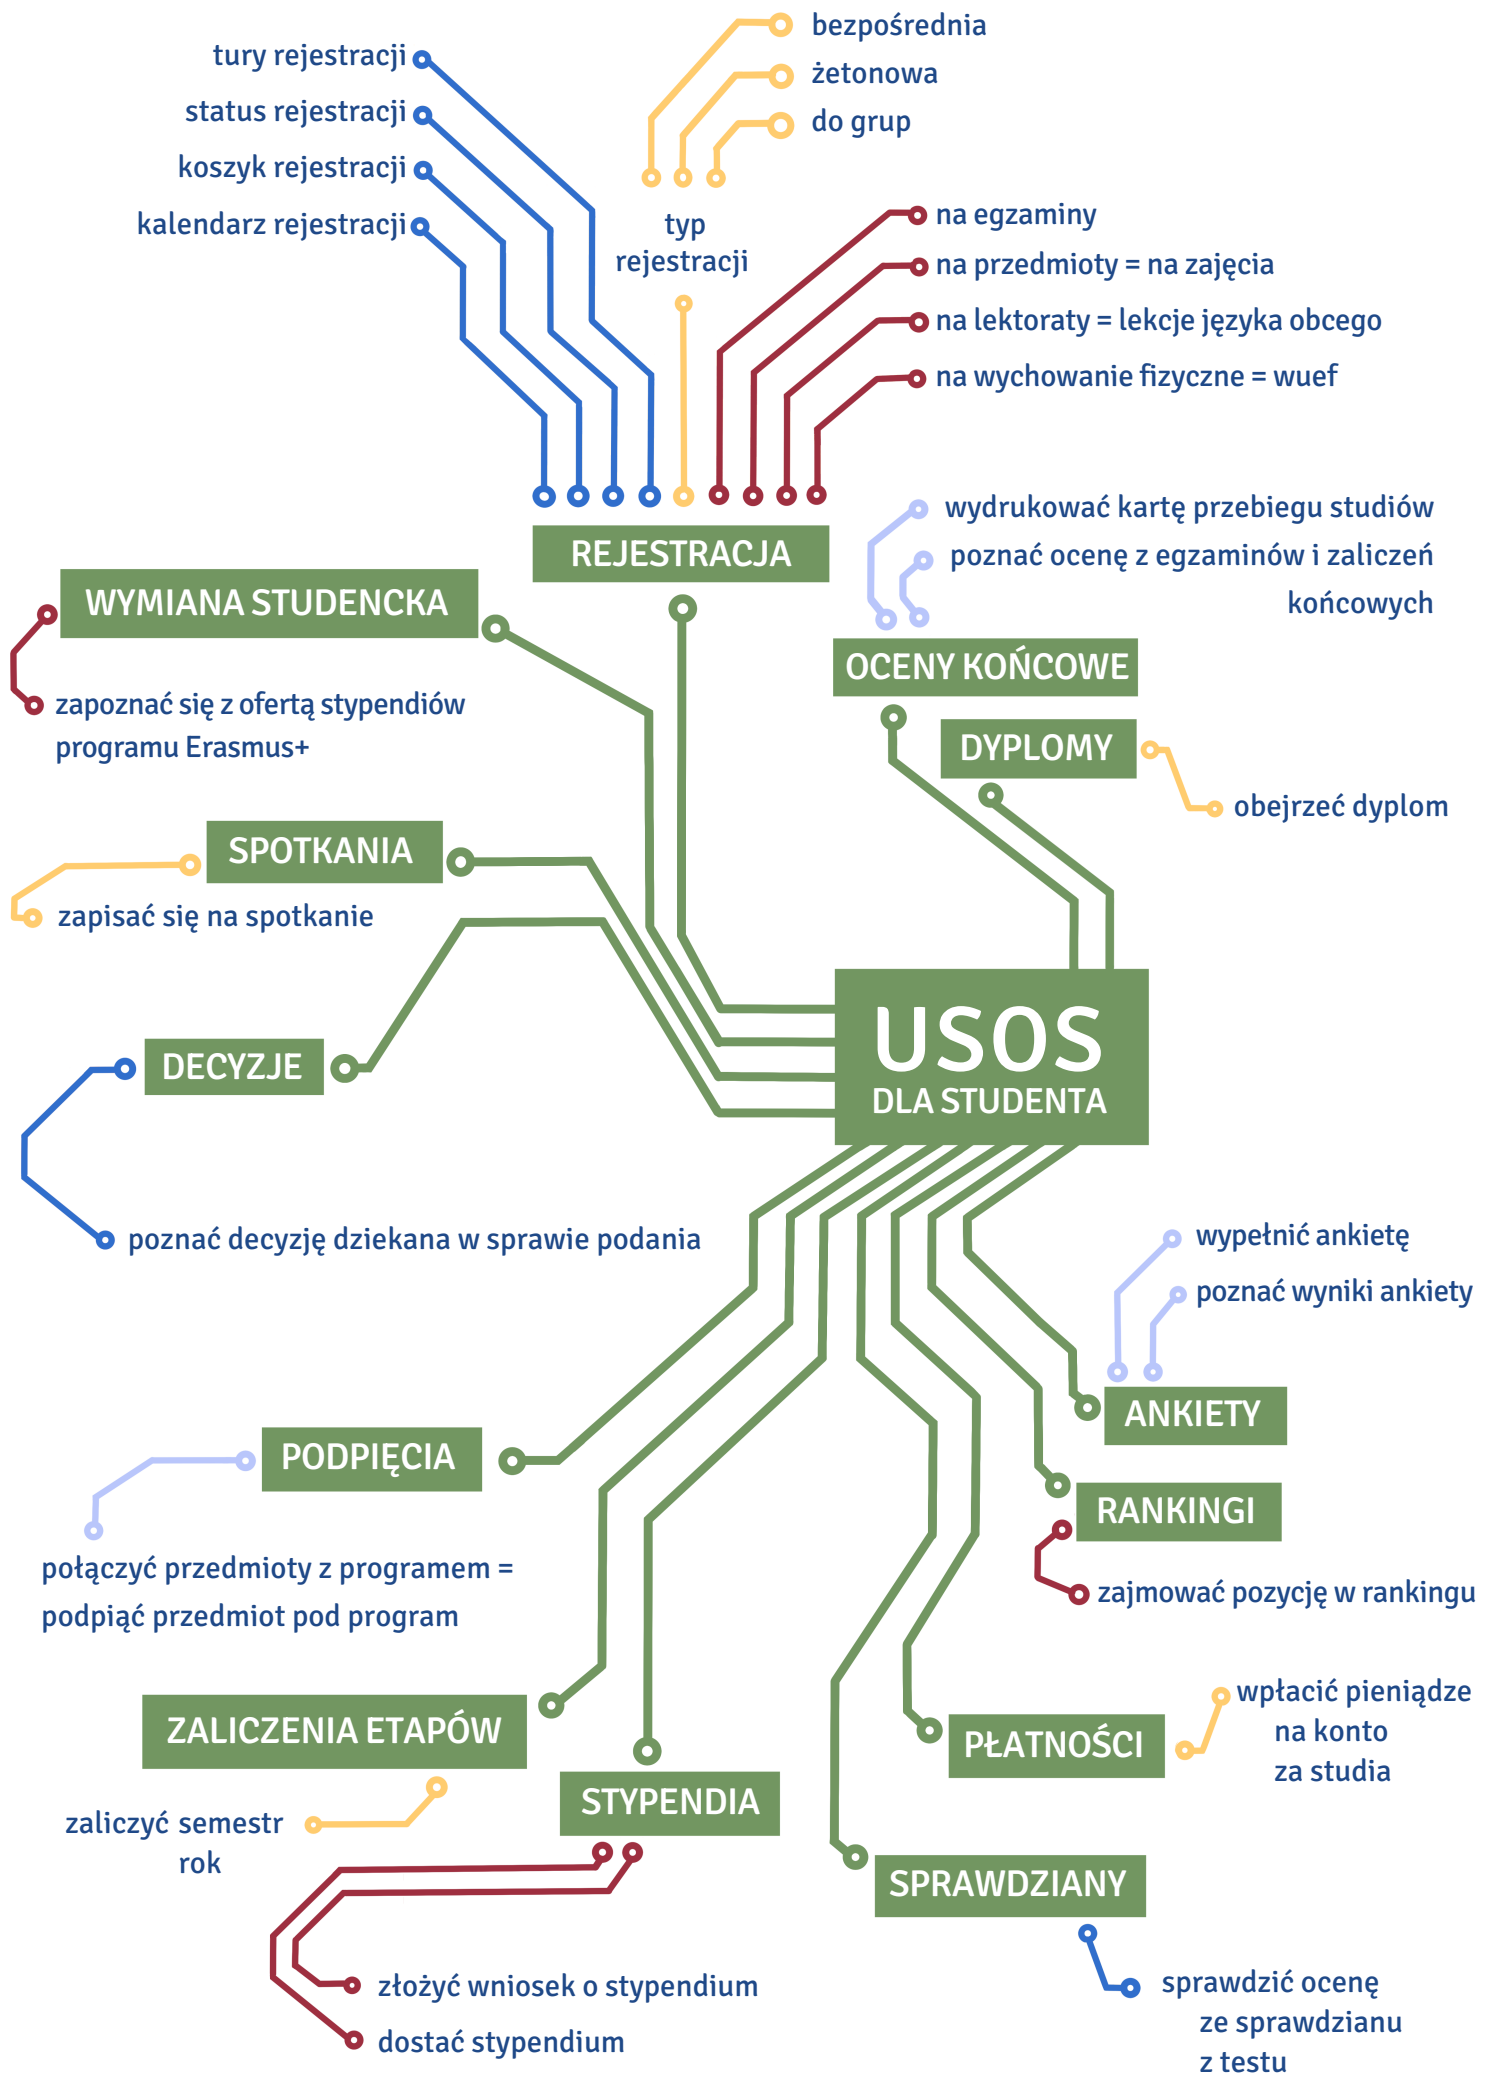 bezpośrednia
żetonowa
do grup
tury rejestracji
status rejestracji
koszyk rejestracji
kalendarz rejestracji
typ
rejestracji
na egzaminy
na przedmioty = na zajęcia
na lektoraty = lekcje języka obcego
na wychowanie fizyczne = wuef
REJESTRACJA
wydrukować kartę przebiegu studiów
poznać ocenę z egzaminów i zaliczeń
końcowych
OCENY KOŃCOWE
WYMIANA STUDENCKA
zapoznać się z ofertą stypendiów
programu Erasmus+
DYPLOMY
obejrzeć dyplom
SPOTKANIA
zapisać się na spotkanie
USOS
DLA STUDENTA
DECYZJE
poznać decyzję dziekana w sprawie podania
wypełnić ankietę
poznać wyniki ankiety
ANKIETY
PODPIĘCIA
połączyć przedmioty z programem =
podpiąć przedmiot pod program
RANKINGI
zajmować pozycję w rankingu
ZALICZENIA ETAPÓW
zaliczyć semestr
rok
PŁATNOŚCI
wpłacić pieniądze
na konto
za studia
STYPENDIA
złożyć wniosek o stypendium
dostać stypendium
SPRAWDZIANY
sprawdzić ocenę
ze sprawdzianu
z testu